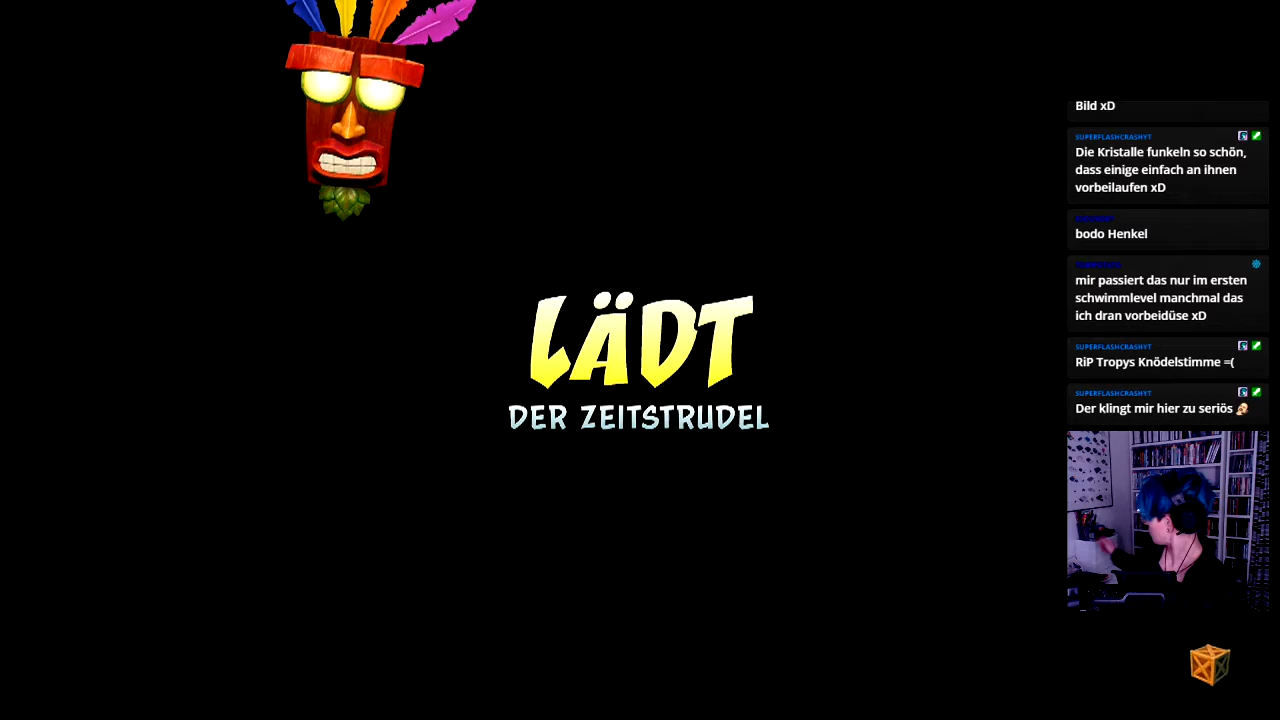 LÄDT
DER ZEITSTRUDEL
Bild xD
SUPERFLASHCRASHYT
Die Kristalle funkeln so schön,
dass einige einfach an ihnen
vorbeilaufen xD
bodo Henkel
mir passiert das nur im ersten
schwimmlevel manchmal das
ich dran vorbeidüse xD
SUPERFLASHCRASHYT
RiP Tropys Knödelstimme =(
SUPERFLASHCRASHYT
Der klingt mir hier zu seriös